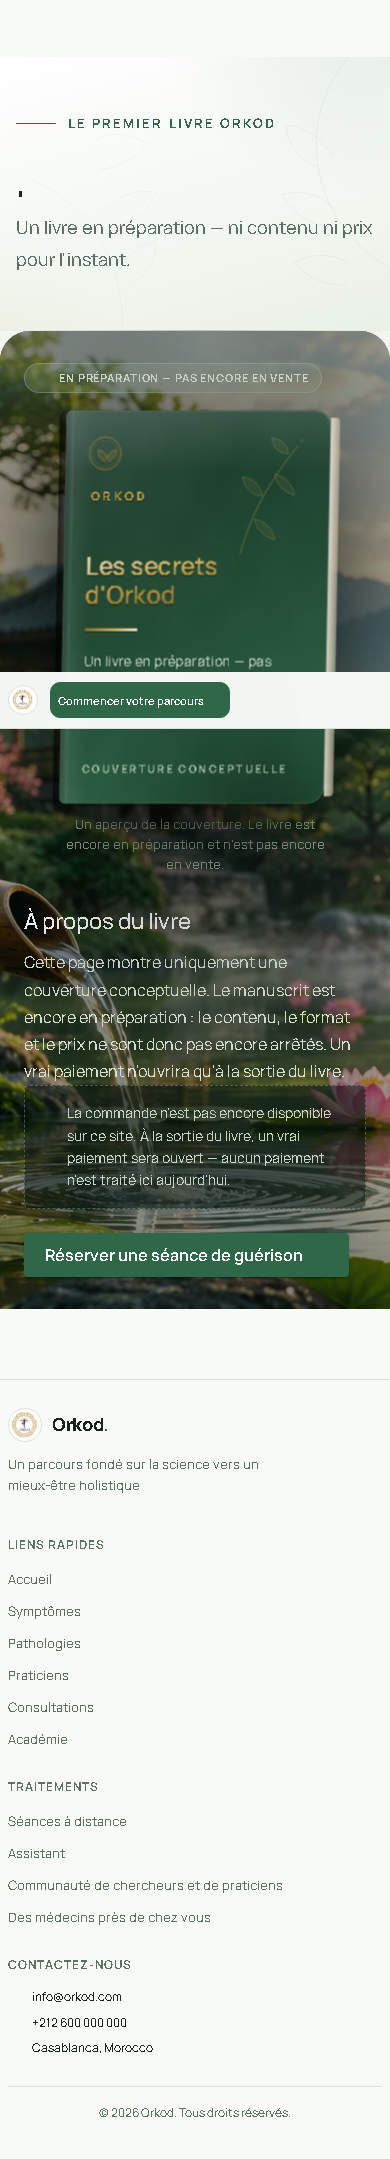 LE PREMIER LIVRE ORKOD
Un livre en préparation — ni contenu ni prix
pour l'instant.
EN PRÉPARATION — PAS ENCORE EN VENTE
ORKOD
Les secrets
d'Orkod
Un livre en préparation — pas
Commencer votre parcours
COUVERTURE CONCEPTUELLE
Un aperçu de la couverture. Le livre est
encore en préparation et n'est pas encore
en vente.
À propos du livre
Cette page montre uniquement une
couverture conceptuelle. Le manuscrit est
encore en préparation : le contenu, le format
et le prix ne sont donc pas encore arrêtés. Un
vrai paiement n'ouvrira qu'à la sortie du livre.
La commande n'est pas encore disponible
sur ce site. À la sortie du livre, un vrai
paiement sera ouvert — aucun paiement
n'est traité ici aujourd'hui.
Réserver une séance de guérison
Orkod.
Un parcours fondé sur la science vers un
mieux-être holistique
LIENS RAPIDES
Accueil
Symptômes
Pathologies
Praticiens
Consultations
Académie
TRAITEMENTS
Séances à distance
Assistant
Communauté de chercheurs et de praticiens
Des médecins près de chez vous
CONTACTEZ-NOUS
info@orkod.com
+212 600 000 000
Casablanca, Morocco
© 2026 Orkod. Tous droits réservés.